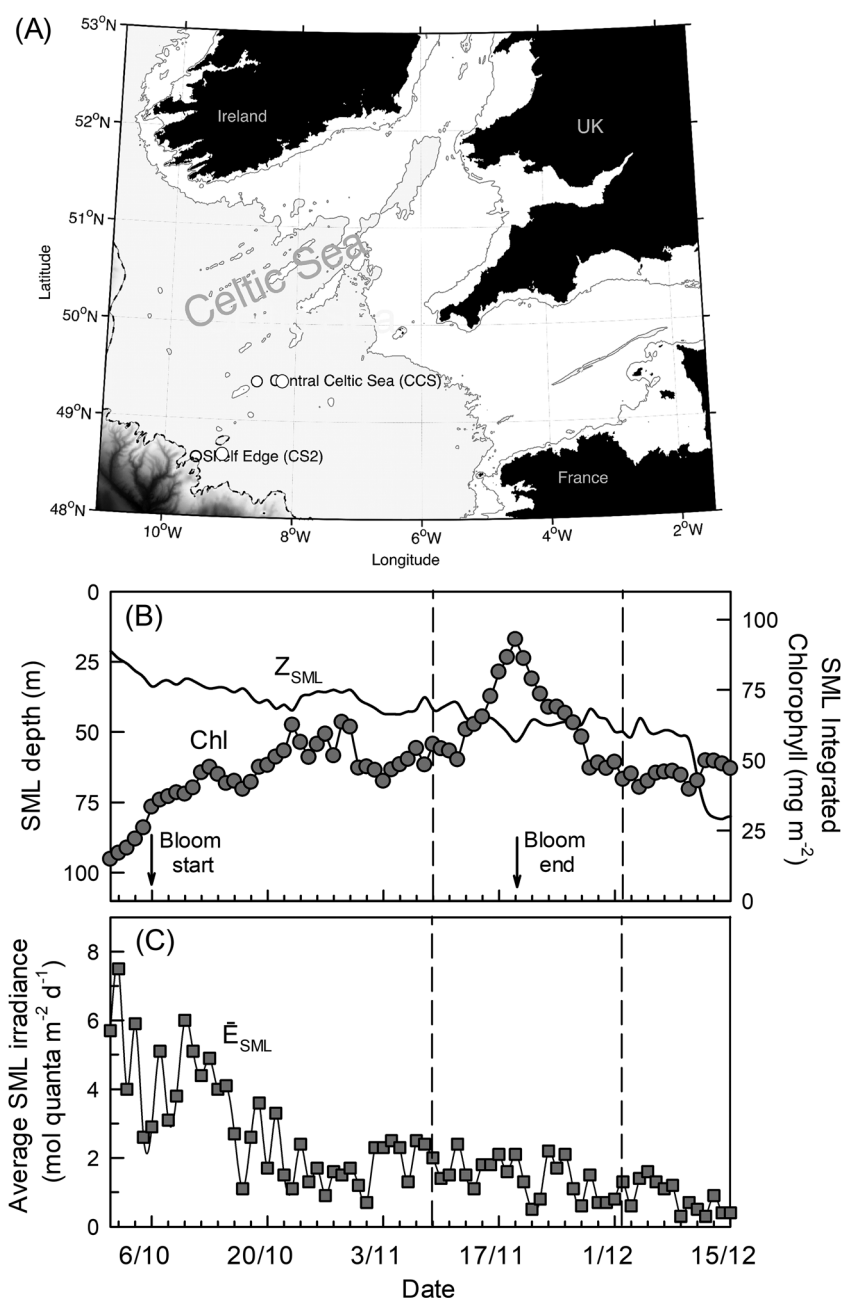 (A)
53°N
52°N
51°N
50°N
49°N
48°N
Latitude
Ireland
UK
Celtic Sea
Central Celtic Sea (CCS)
Shelf Edge (CS2)
France
10°W
8°W
6°W
4°W
2°W
Longitude
(B)
0
25
50
75
100
SML depth (m)
Z_SML
Chl
Bloom
start
Bloom
end
100
75
50
25
0
SML Integrated
Chlorophyll (mg m⁻²)
(C)
8
6
4
2
0
Average SML irradiance
(mol quanta m⁻² d⁻¹)
Ē_SML
6/10
20/10
3/11
17/11
1/12
15/12
Date